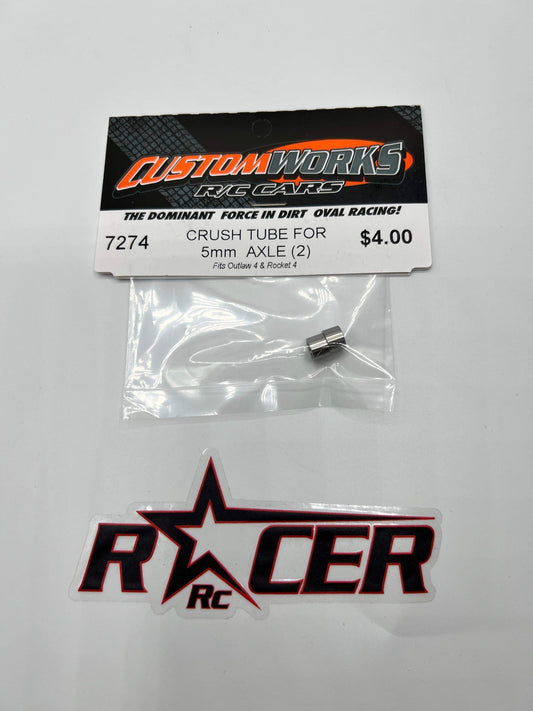 CUSTOMWORKS
R/C CARS
THE DOMINANT FORCE IN DIRT OVAL RACING!
7274 CRUSH TUBE FOR $4.00
5mm AXLE (2)
Fits Outlaw 4 & Rocket 4
RACER
RC